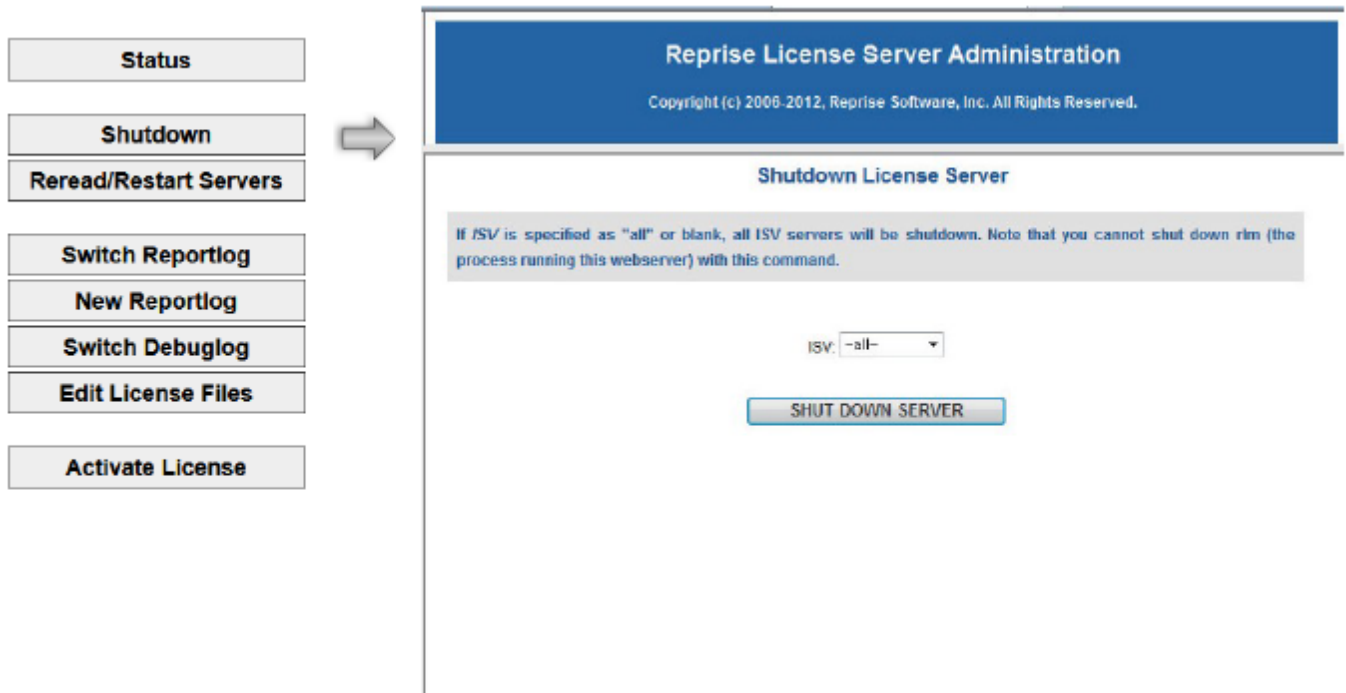 Status
Shutdown
Reread/Restart Servers
Switch Reportlog
New Reportlog
Switch Debuglog
Edit License Files
Activate License
Reprise License Server Administration
Copyright (c) 2006-2012, Reprise Software, Inc. All Rights Reserved.
Shutdown License Server
If ISV is specified as "all" or blank, all ISV servers will be shutdown. Note that you cannot shut down rlm (the
process running this webserver) with this command.
ISV: -all-
SHUT DOWN SERVER